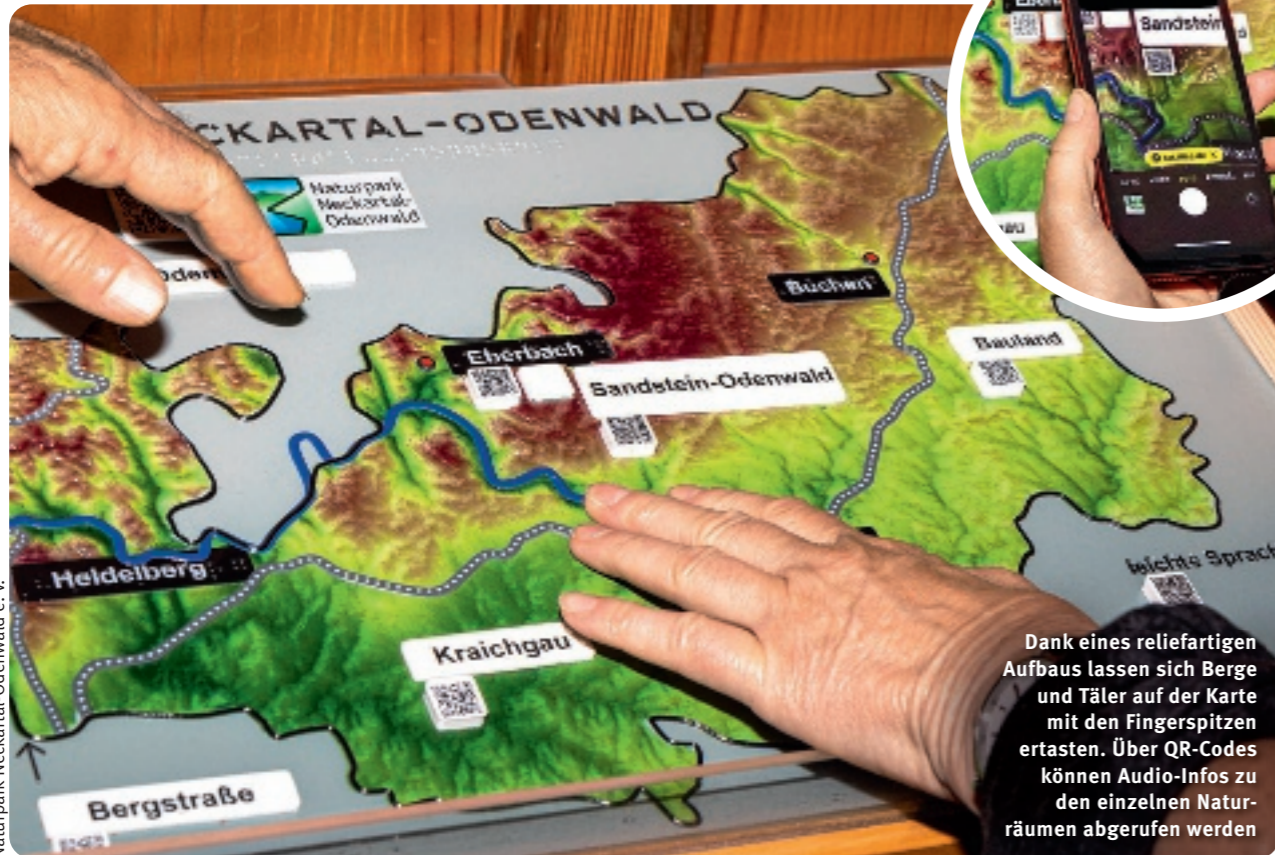 CKARTAL-ODENWALD
Naturpark
Neckartal-
Odenwald
Sandstein
Buchen
Eberbach
Bauland
Sandstein-Odenwald
Heidelberg
leichte Sprach
Kraichgau
Bergstraße
Dank eines reliefartigen
Aufbaus lassen sich Berge
und Täler auf der Karte
mit den Fingerspitzen
ertasten. Über QR-Codes
können Audio-Infos zu
den einzelnen Natur-
räumen abgerufen werden
Naturpark Neckartal-Odenwald e. V.